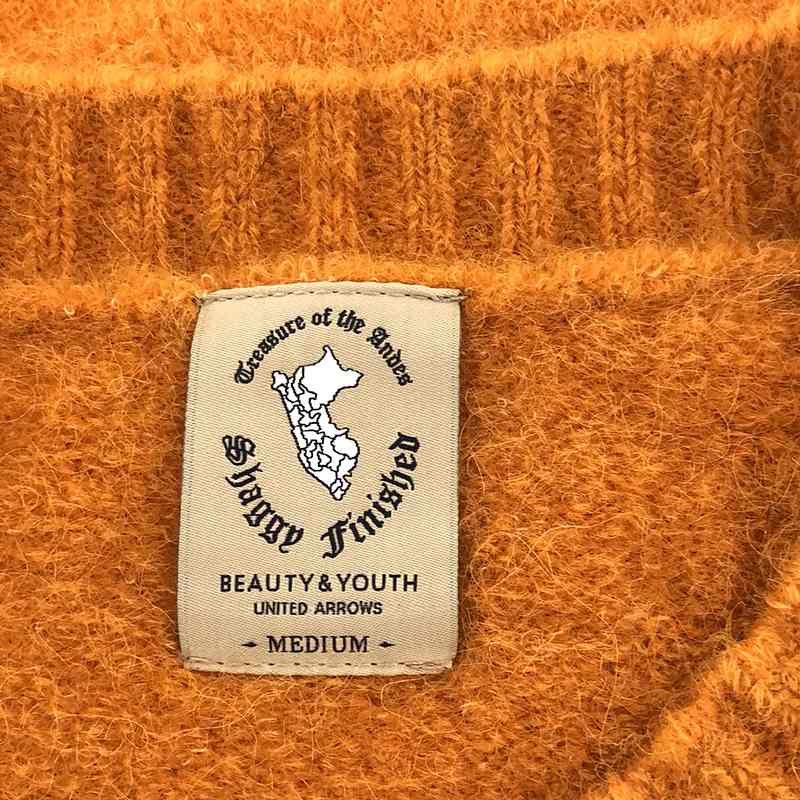 Treasure of the Andes
Shaggy Finished
BEAUTY&YOUTH
UNITED ARROWS
MEDIUM